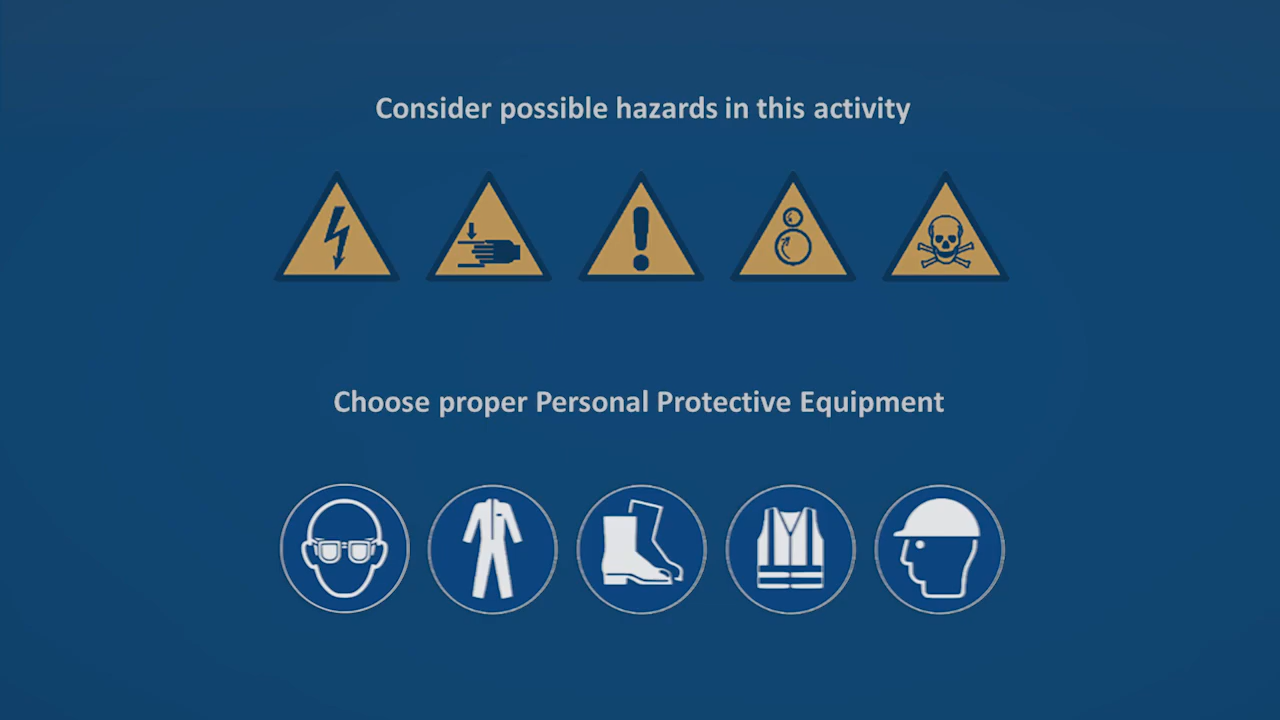 Consider possible hazards in this activity
Choose proper Personal Protective Equipment